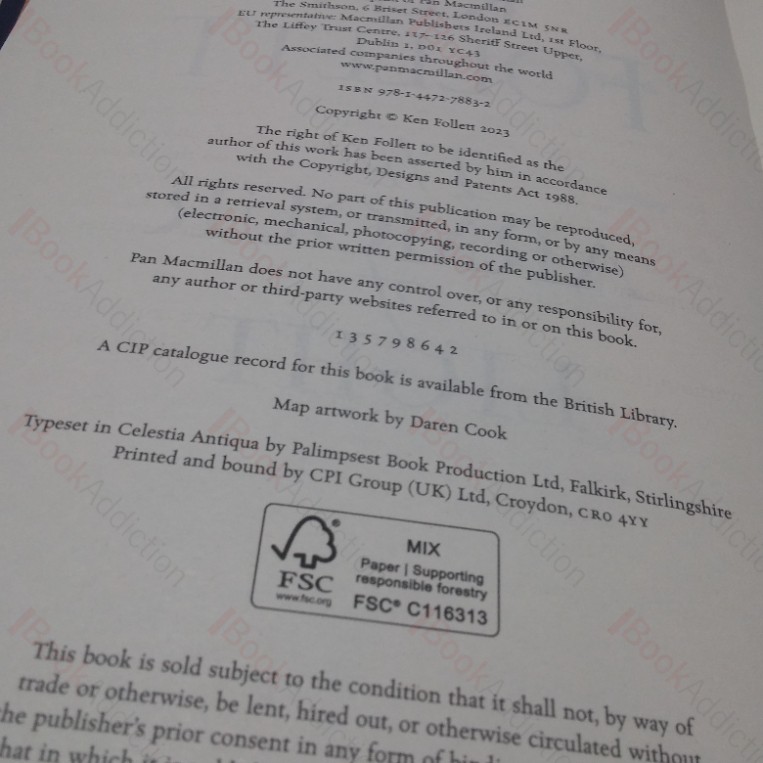 Pan Macmillan
The Smithson, 6 Briset Street, London EC1M 5NR
EU representative: Macmillan Publishers Ireland Ltd, 1st Floor,
The Liffey Trust Centre, 117–126 Sheriff Street Upper,
Dublin 1, D01 YC43
Associated companies throughout the world
www.panmacmillan.com
ISBN 978-1-4472-7883-2
Copyright © Ken Follett 2023
The right of Ken Follett to be identified as the
author of this work has been asserted by him in accordance
with the Copyright, Designs and Patents Act 1988.
All rights reserved. No part of this publication may be reproduced,
stored in a retrieval system, or transmitted, in any form, or by any means
(electronic, mechanical, photocopying, recording or otherwise)
without the prior written permission of the publisher.
Pan Macmillan does not have any control over, or any responsibility for,
any author or third-party websites referred to in or on this book.
1 3 5 7 9 8 6 4 2
A CIP catalogue record for this book is available from the British Library.
Map artwork by Daren Cook
Typeset in Celestia Antiqua by Palimpsest Book Production Ltd, Falkirk, Stirlingshire
Printed and bound by CPI Group (UK) Ltd, Croydon, CR0 4YY
FSC
www.fsc.org
MIX
Paper | Supporting
responsible forestry
FSC® C116313
This book is sold subject to the condition that it shall not, by way of
trade or otherwise, be lent, hired out, or otherwise circulated without
the publisher's prior consent in any form of
that in which it is
BookAddiction